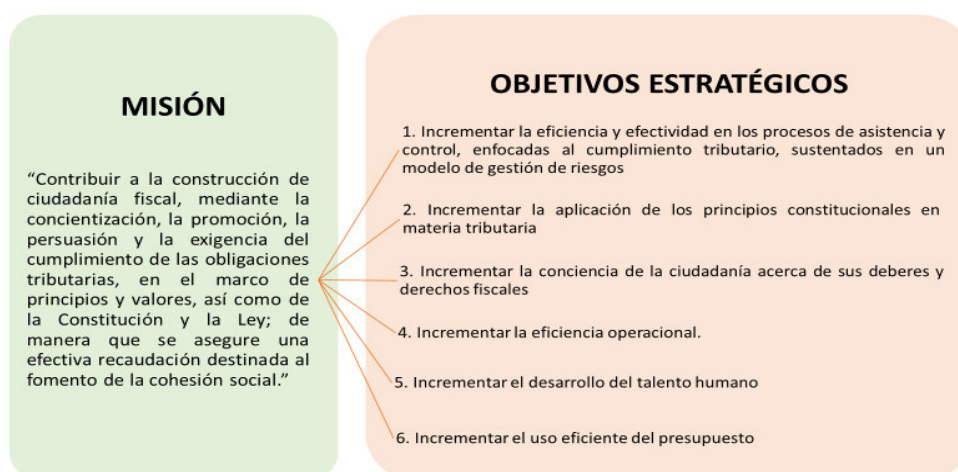 MISIÓN
“Contribuir a la construcción de
ciudadanía fiscal, mediante la
concientización, la promoción, la
persuasión y la exigencia del
cumplimiento de las obligaciones
tributarias, en el marco de
principios y valores, así como de
la Constitución y la Ley; de
manera que se asegure una
efectiva recaudación destinada al
fomento de la cohesión social.”
OBJETIVOS ESTRATÉGICOS
1. Incrementar la eficiencia y efectividad en los procesos de asistencia y
control, enfocadas al cumplimiento tributario, sustentados en un
modelo de gestión de riesgos
2. Incrementar la aplicación de los principios constitucionales en
materia tributaria
3. Incrementar la conciencia de la ciudadanía acerca de sus deberes y
derechos fiscales
4. Incrementar la eficiencia operacional.
5. Incrementar el desarrollo del talento humano
6. Incrementar el uso eficiente del presupuesto